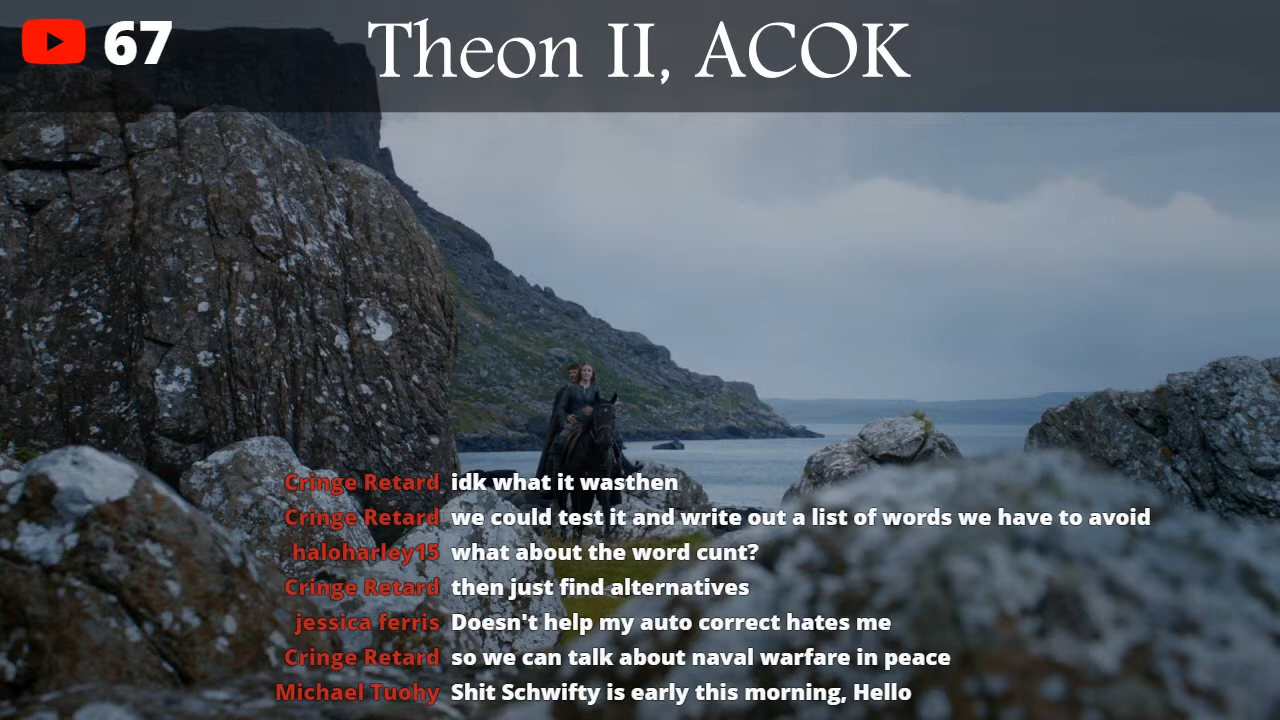 67
Theon II, ACOK
Cringe Retard idk what it wasthen
Cringe Retard we could test it and write out a list of words we have to avoid
haloharley15 what about the word cunt?
Cringe Retard then just find alternatives
jessica ferris Doesn't help my auto correct hates me
Cringe Retard so we can talk about naval warfare in peace
Michael Tuohy Shit Schwifty is early this morning, Hello